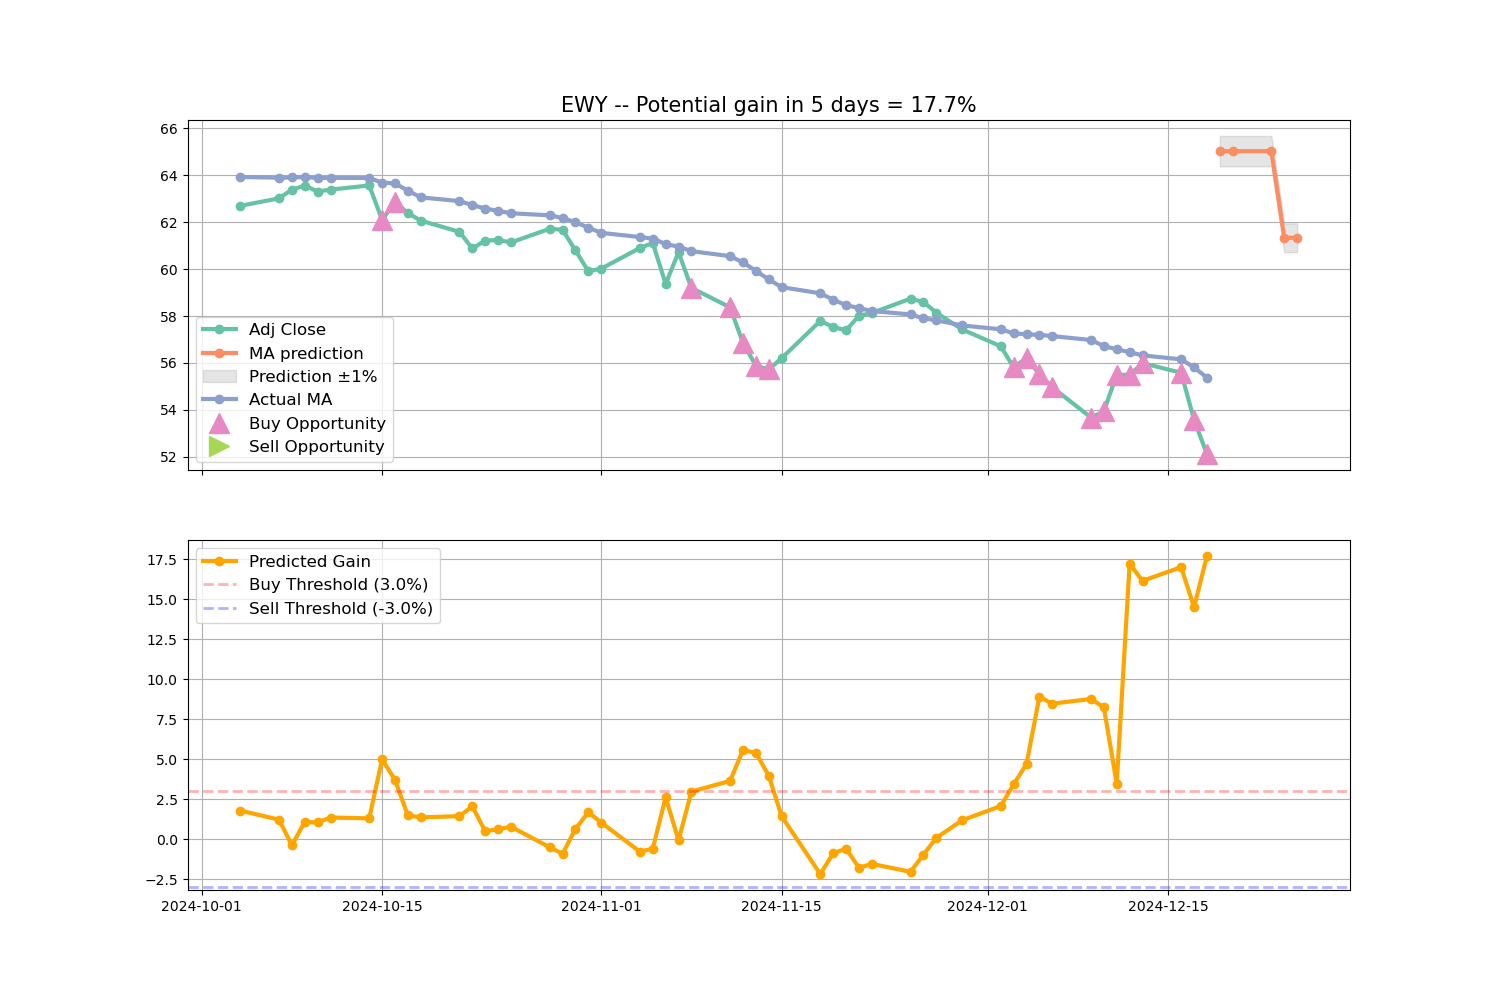 EWY -- Potential gain in 5 days = 17.7%
66
64
62
60
58
56
54
52
Adj Close
MA prediction
Prediction ±1%
Actual MA
Buy Opportunity
Sell Opportunity
17.5
15.0
12.5
10.0
7.5
5.0
2.5
0.0
−2.5
Predicted Gain
Buy Threshold (3.0%)
Sell Threshold (-3.0%)
2024-10-01 2024-10-15 2024-11-01 2024-11-15 2024-12-01 2024-12-15